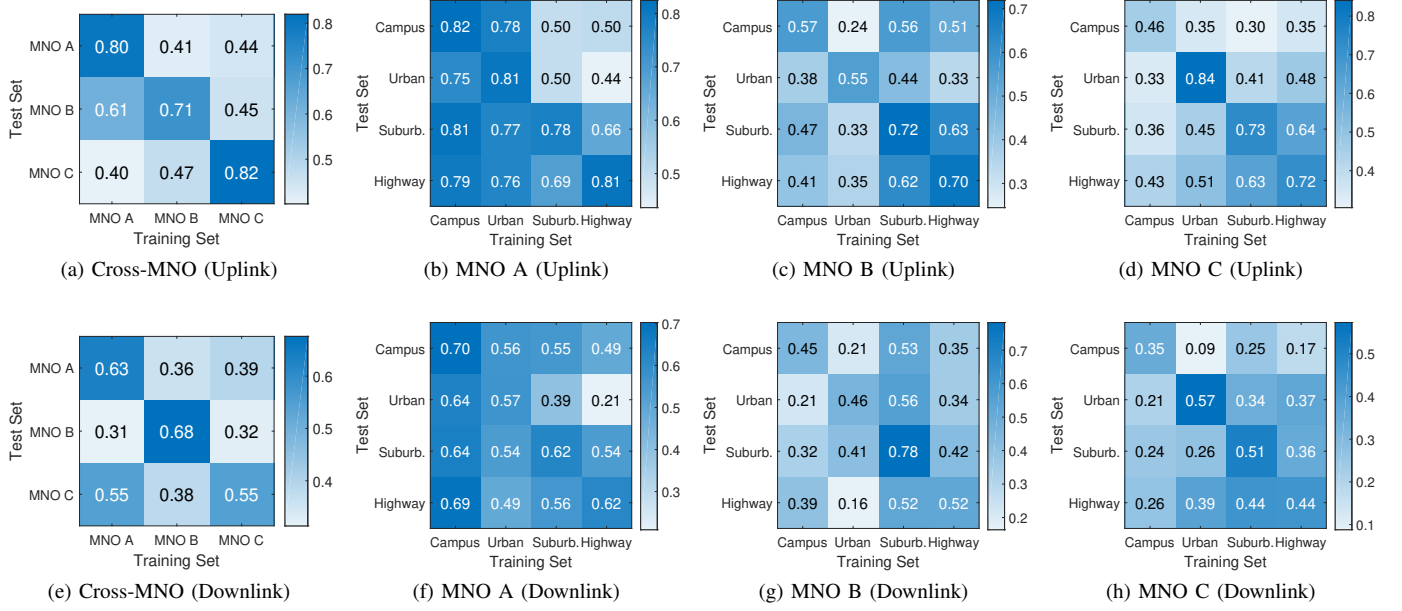 MNO A 0.80 0.41 0.44
MNO B 0.61 0.71 0.45
MNO C 0.40 0.47 0.82
MNO A MNO B MNO C
Training Set
Test Set
0.8
0.7
0.6
0.5
(a) Cross-MNO (Uplink)
Campus 0.82 0.78 0.50 0.50
Urban 0.75 0.81 0.50 0.44
Suburb. 0.81 0.77 0.78 0.66
Highway 0.79 0.76 0.69 0.81
Campus Urban Suburb. Highway
Training Set
Test Set
0.8
0.7
0.6
0.5
(b) MNO A (Uplink)
Campus 0.57 0.24 0.56 0.51
Urban 0.38 0.55 0.44 0.33
Suburb. 0.47 0.33 0.72 0.63
Highway 0.41 0.35 0.62 0.70
Campus Urban Suburb. Highway
Training Set
Test Set
0.7
0.6
0.5
0.4
0.3
(c) MNO B (Uplink)
Campus 0.46 0.35 0.30 0.35
Urban 0.33 0.84 0.41 0.48
Suburb. 0.36 0.45 0.73 0.64
Highway 0.43 0.51 0.63 0.72
Campus Urban Suburb. Highway
Training Set
Test Set
0.8
0.7
0.6
0.5
0.4
(d) MNO C (Uplink)
MNO A 0.63 0.36 0.39
MNO B 0.31 0.68 0.32
MNO C 0.55 0.38 0.55
MNO A MNO B MNO C
Training Set
Test Set
0.6
0.5
0.4
(e) Cross-MNO (Downlink)
Campus 0.70 0.56 0.55 0.49
Urban 0.64 0.57 0.39 0.21
Suburb. 0.64 0.54 0.62 0.54
Highway 0.69 0.49 0.56 0.62
Campus Urban Suburb. Highway
Training Set
Test Set
0.7
0.6
0.5
0.4
0.3
(f) MNO A (Downlink)
Campus 0.45 0.21 0.53 0.35
Urban 0.21 0.46 0.56 0.34
Suburb. 0.32 0.41 0.78 0.42
Highway 0.39 0.16 0.52 0.52
Campus Urban Suburb. Highway
Training Set
Test Set
0.7
0.6
0.5
0.4
0.3
0.2
(g) MNO B (Downlink)
Campus 0.35 0.09 0.25 0.17
Urban 0.21 0.57 0.34 0.37
Suburb. 0.24 0.26 0.51 0.36
Highway 0.26 0.39 0.44 0.44
Campus Urban Suburb. Highway
Training Set
Test Set
0.5
0.4
0.3
0.2
0.1
(h) MNO C (Downlink)